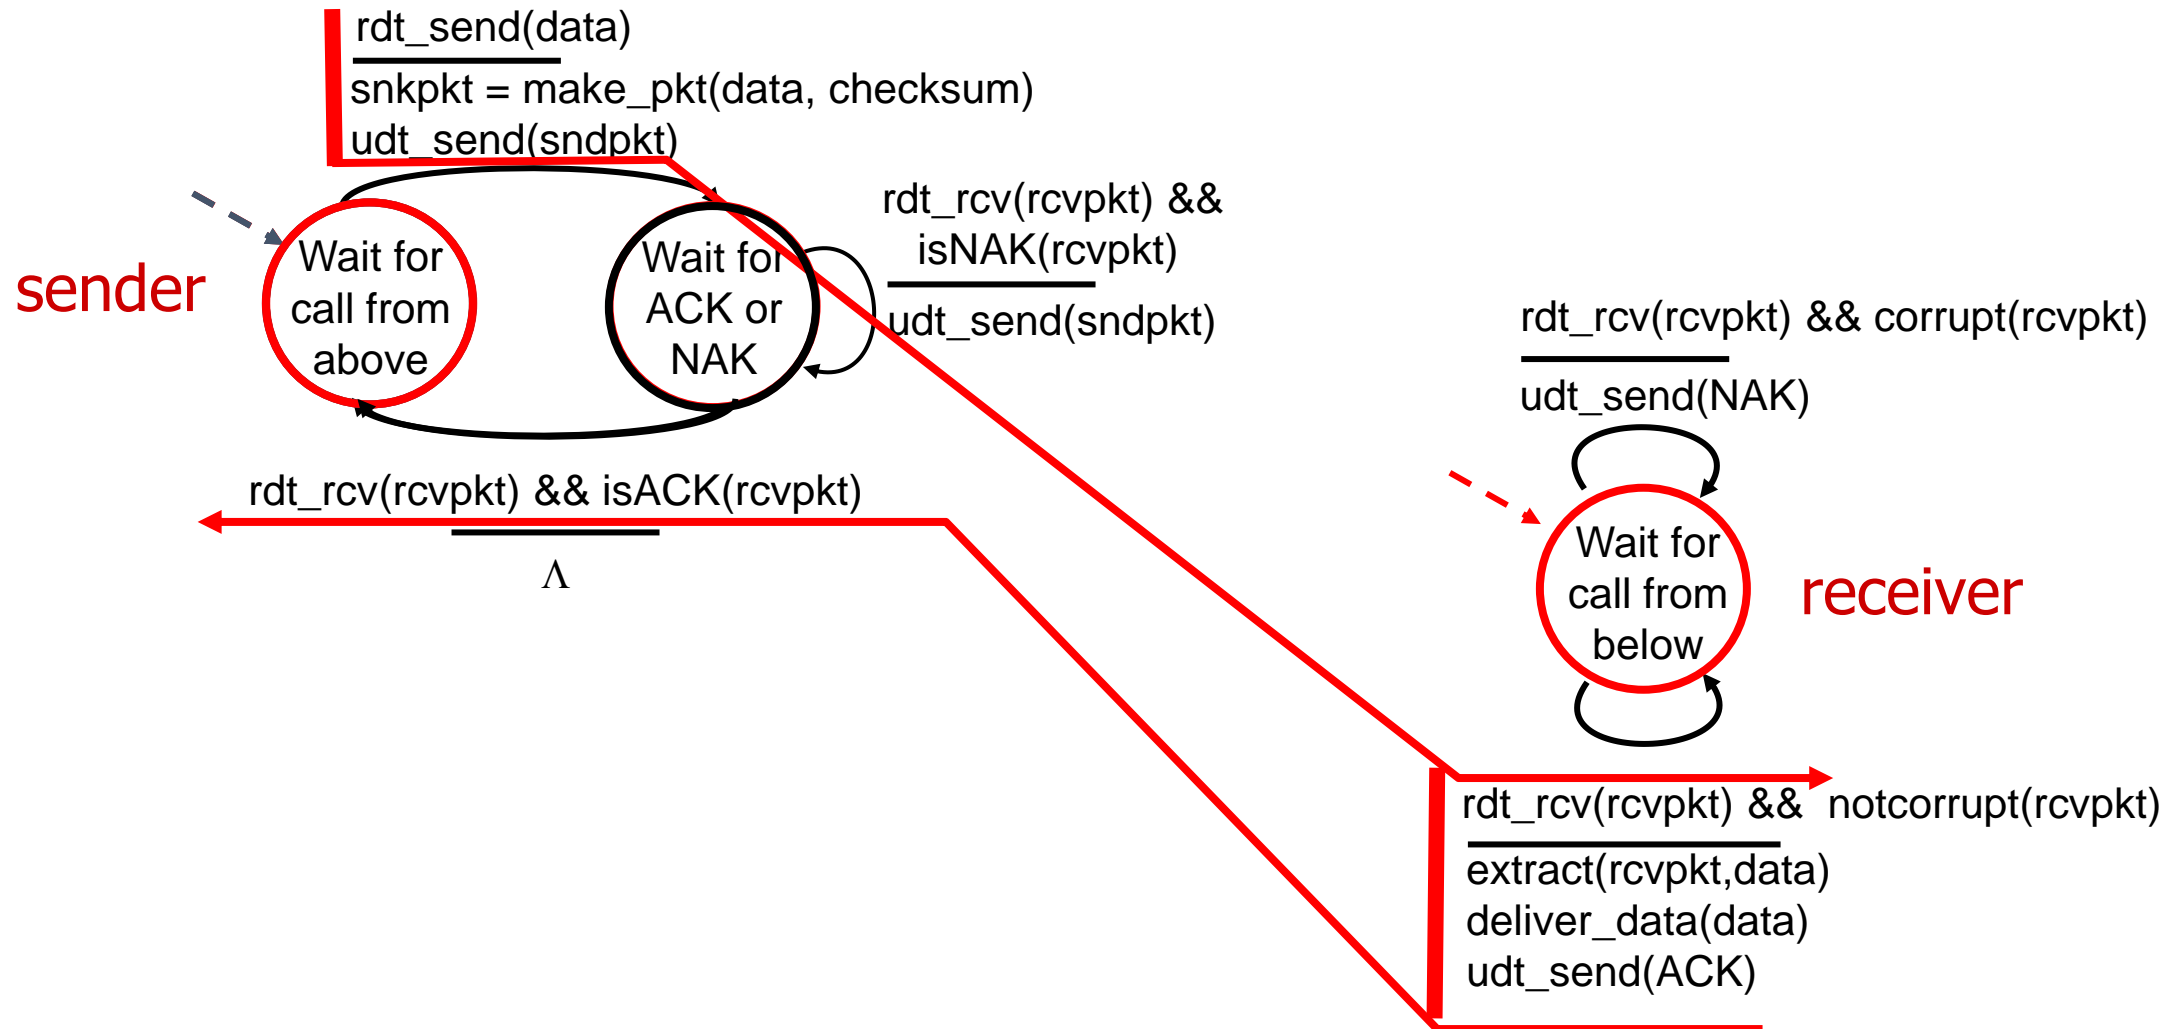 rdt_send(data)
snkpkt = make_pkt(data, checksum)
udt_send(sndpkt)
sender
Wait for
call from
above
Wait for
ACK or
NAK
rdt_rcv(rcvpkt) &&
isNAK(rcvpkt)
udt_send(sndpkt)
rdt_rcv(rcvpkt) && isACK(rcvpkt)
Λ
rdt_rcv(rcvpkt) && corrupt(rcvpkt)
udt_send(NAK)
Wait for
call from
below
receiver
rdt_rcv(rcvpkt) && notcorrupt(rcvpkt)
extract(rcvpkt,data)
deliver_data(data)
udt_send(ACK)